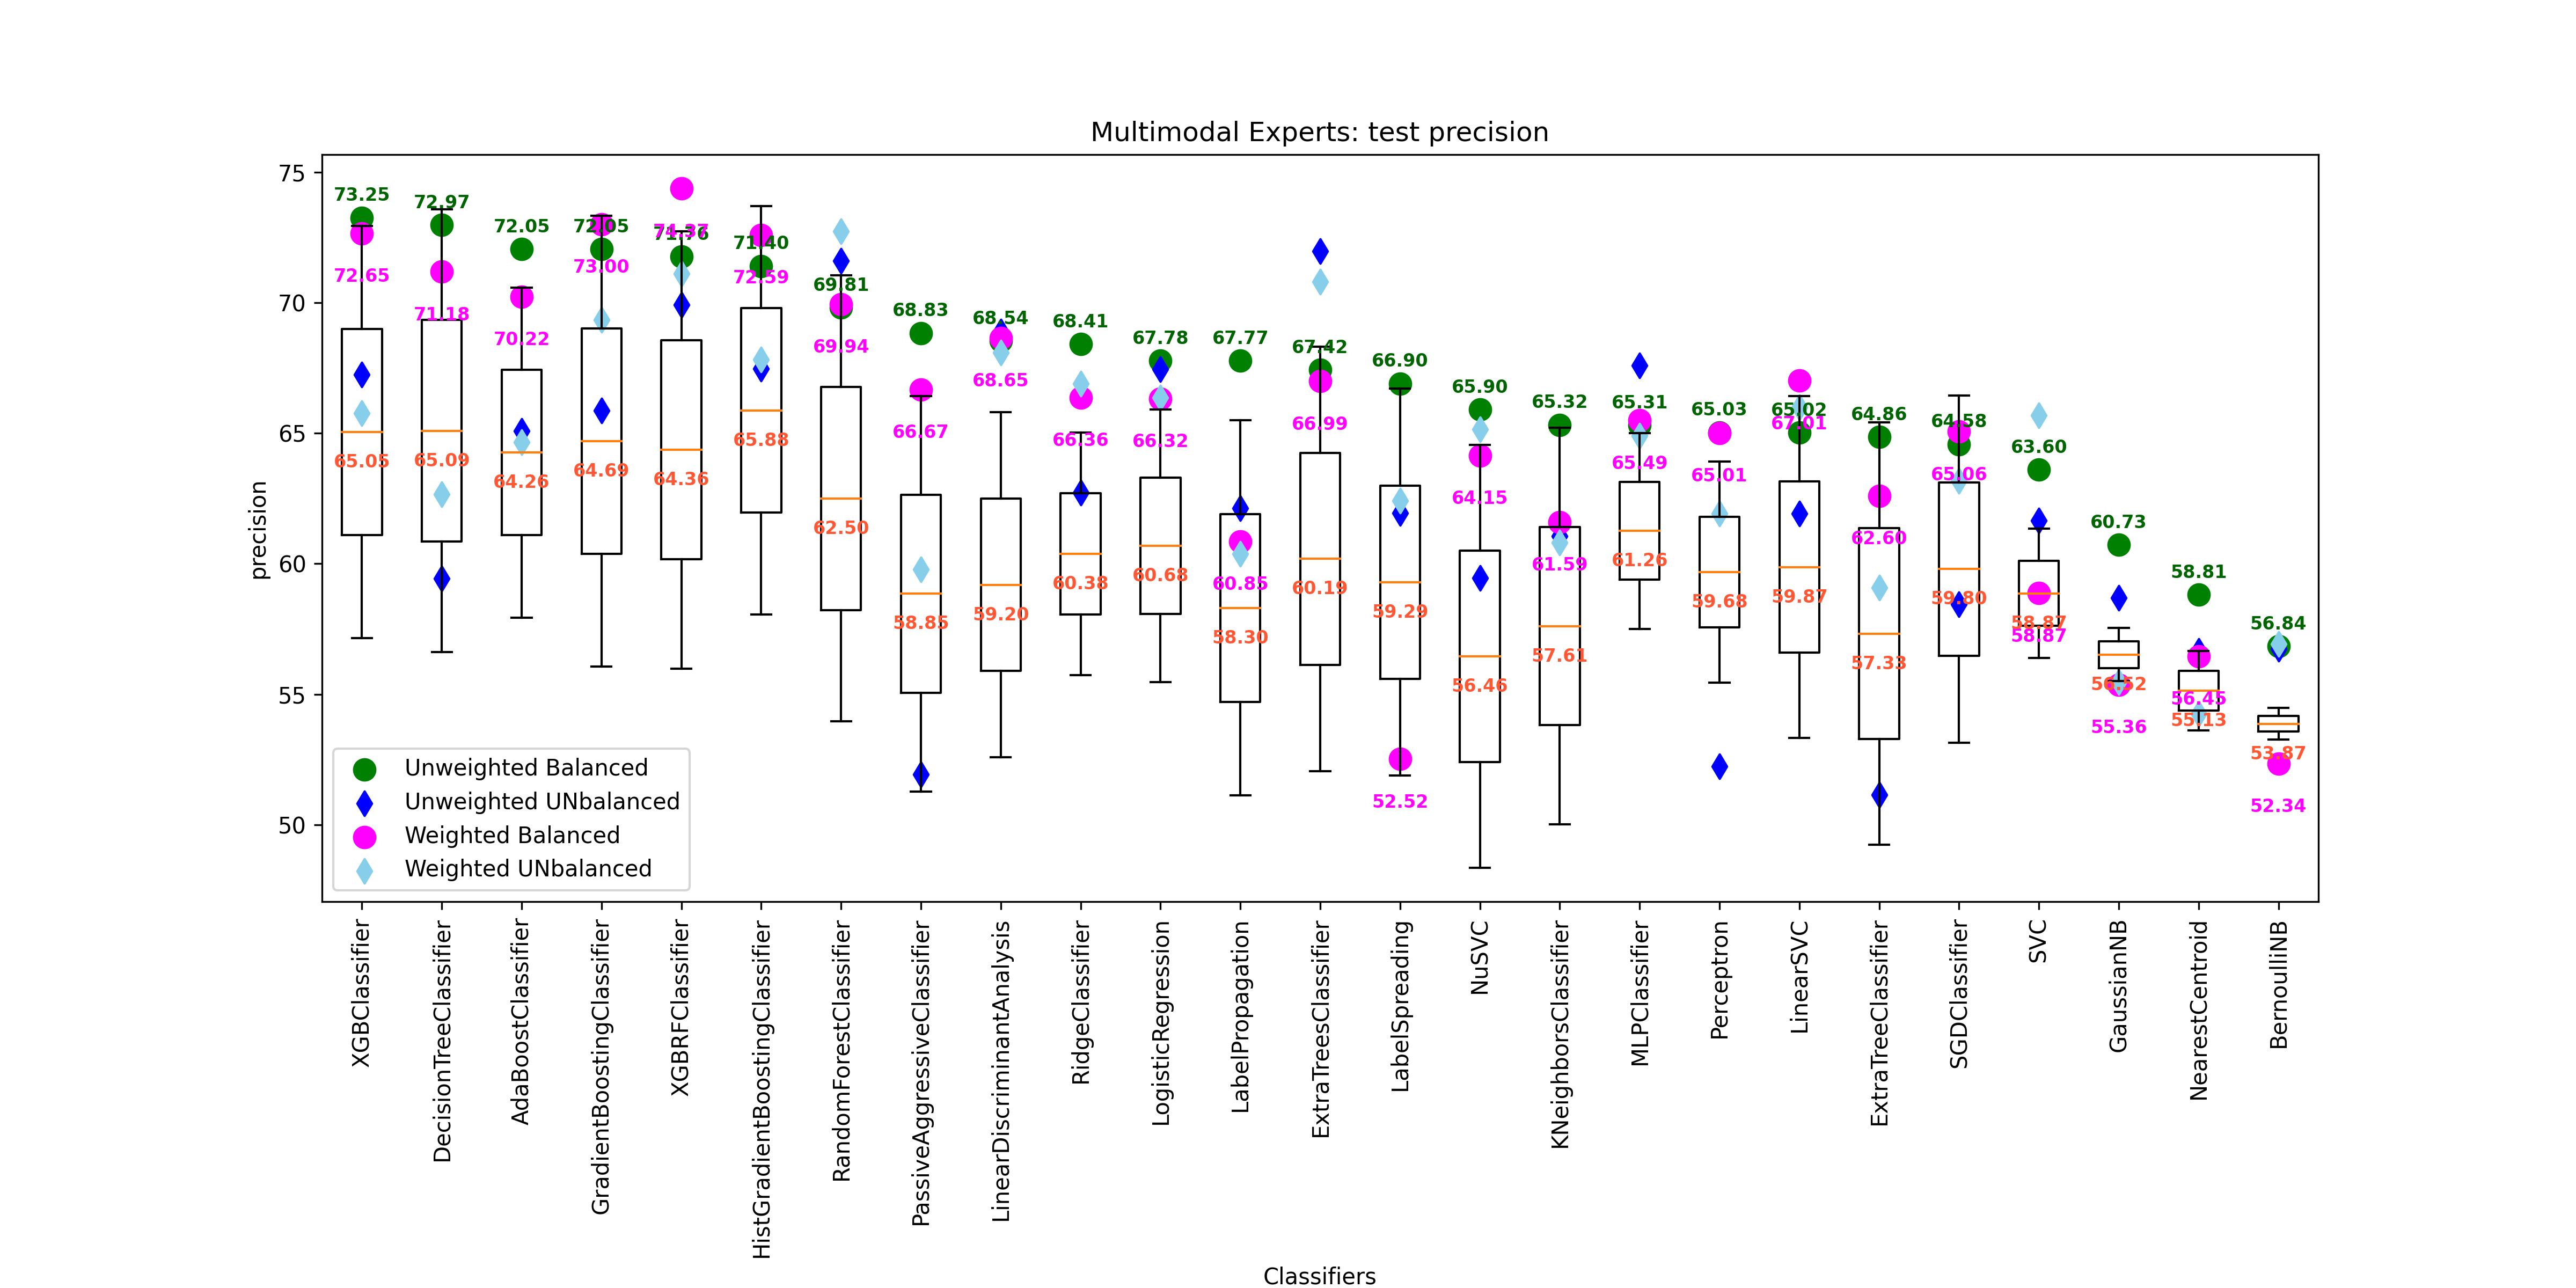 Multimodal Experts: test precision
precision
75
70
65
60
55
50
73.25
72.97
72.05
72.05
71.76
71.40
69.81
68.83
68.54
68.41
67.78
67.77
67.42
66.90
65.90
65.32
65.31
65.03
65.02
64.86
64.58
63.60
60.73
58.81
56.84
72.65
71.18
70.22
73.00
74.37
72.59
69.94
66.67
68.65
66.36
66.32
60.85
66.99
52.52
64.15
61.59
65.49
65.01
67.01
62.60
65.06
58.87
55.36
56.45
52.34
65.05
65.09
64.26
64.69
64.36
65.88
62.50
58.85
59.20
60.38
60.68
58.30
60.19
59.29
56.46
57.61
61.26
59.68
59.87
57.33
59.80
58.87
56.52
55.13
53.87
Unweighted Balanced
Unweighted UNbalanced
Weighted Balanced
Weighted UNbalanced
XGBClassifier
DecisionTreeClassifier
AdaBoostClassifier
GradientBoostingClassifier
XGBRFClassifier
HistGradientBoostingClassifier
RandomForestClassifier
PassiveAggressiveClassifier
LinearDiscriminantAnalysis
RidgeClassifier
LogisticRegression
LabelPropagation
ExtraTreesClassifier
LabelSpreading
NuSVC
KNeighborsClassifier
MLPClassifier
Perceptron
LinearSVC
ExtraTreeClassifier
SGDClassifier
SVC
GaussianNB
NearestCentroid
BernoulliNB
Classifiers